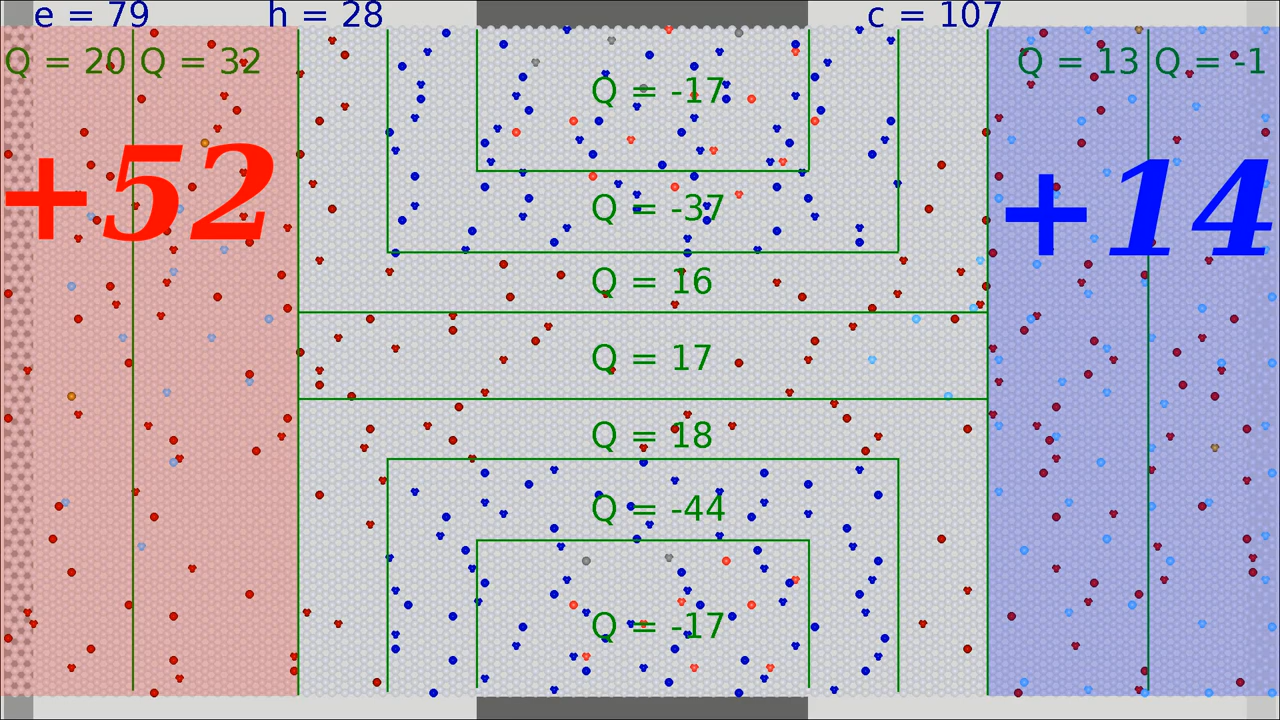 e = 79 h = 28 c = 107
Q = 20 Q = 32 Q = -17 Q = 13 Q = -1
+52 Q = -37 +14
Q = 16
Q = 17
Q = 18
Q = -44
Q = -17